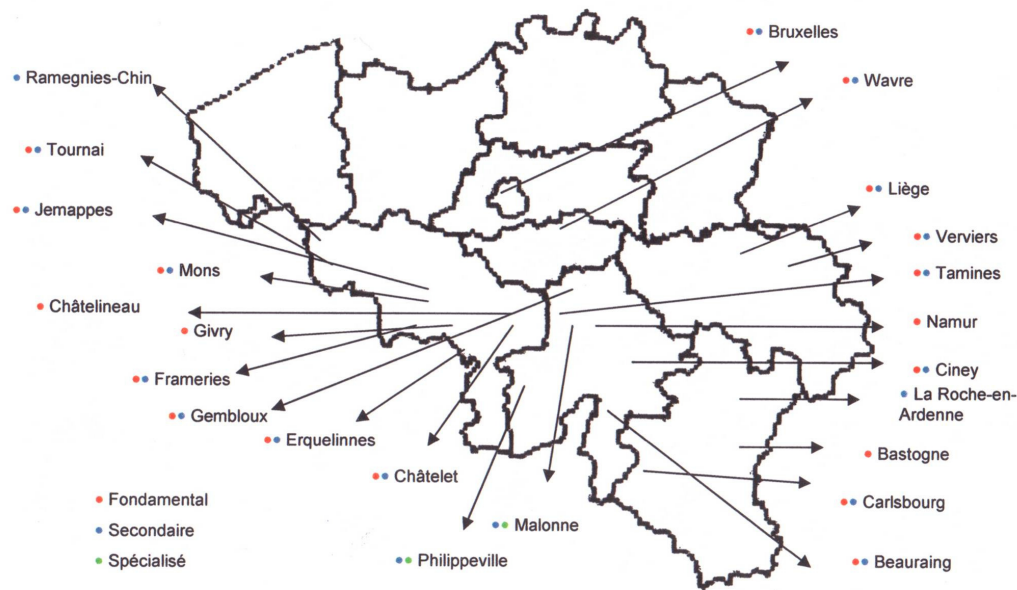 Bruxelles
Ramegnies-Chin
Wavre
Tournai
Liège
Jemappes
Verviers
Mons
Tamines
Châtelineau
Namur
Givry
Ciney
Frameries
La Roche-en-
Ardenne
Gembloux
Erquelinnes
Bastogne
Châtelet
Fondamental
Carlsbourg
Malonne
Secondaire
Spécialisé
Philippeville
Beauraing